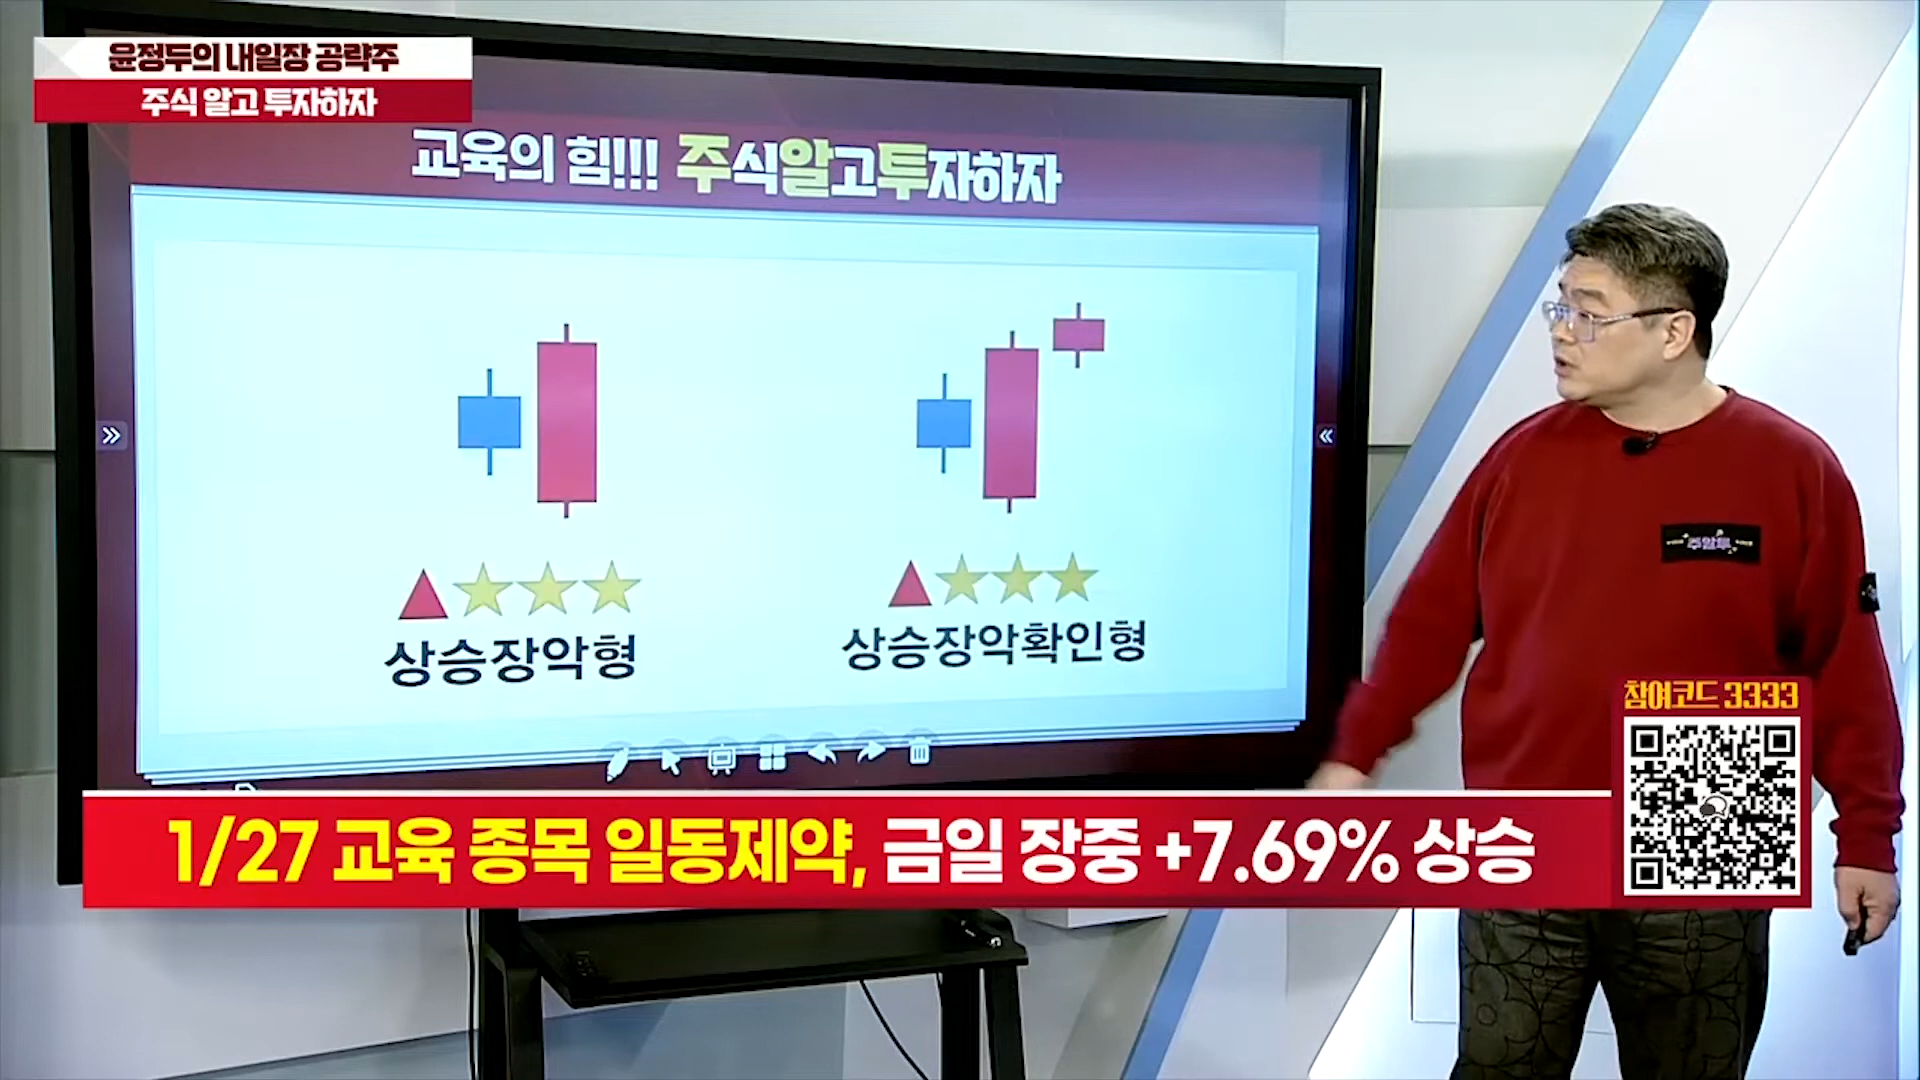 윤정두의 내일장 공략주
주식 알고 투자하자
교육의 힘!!! 주식알고투자하자
상승장악형
상승장악확인형
주알투
참여코드 3333
1/27 교육 종목 일동제약, 금일 장중 +7.69% 상승